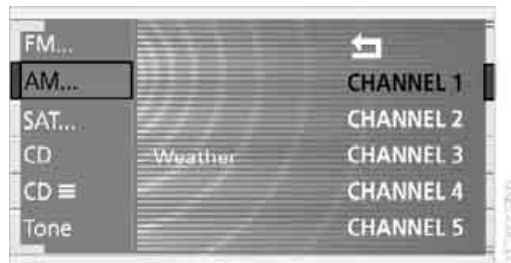 FM...
AM...
SAT...
CD
CD
Tone
Weather
CHANNEL 1
CHANNEL 2
CHANNEL 3
CHANNEL 4
CHANNEL 5